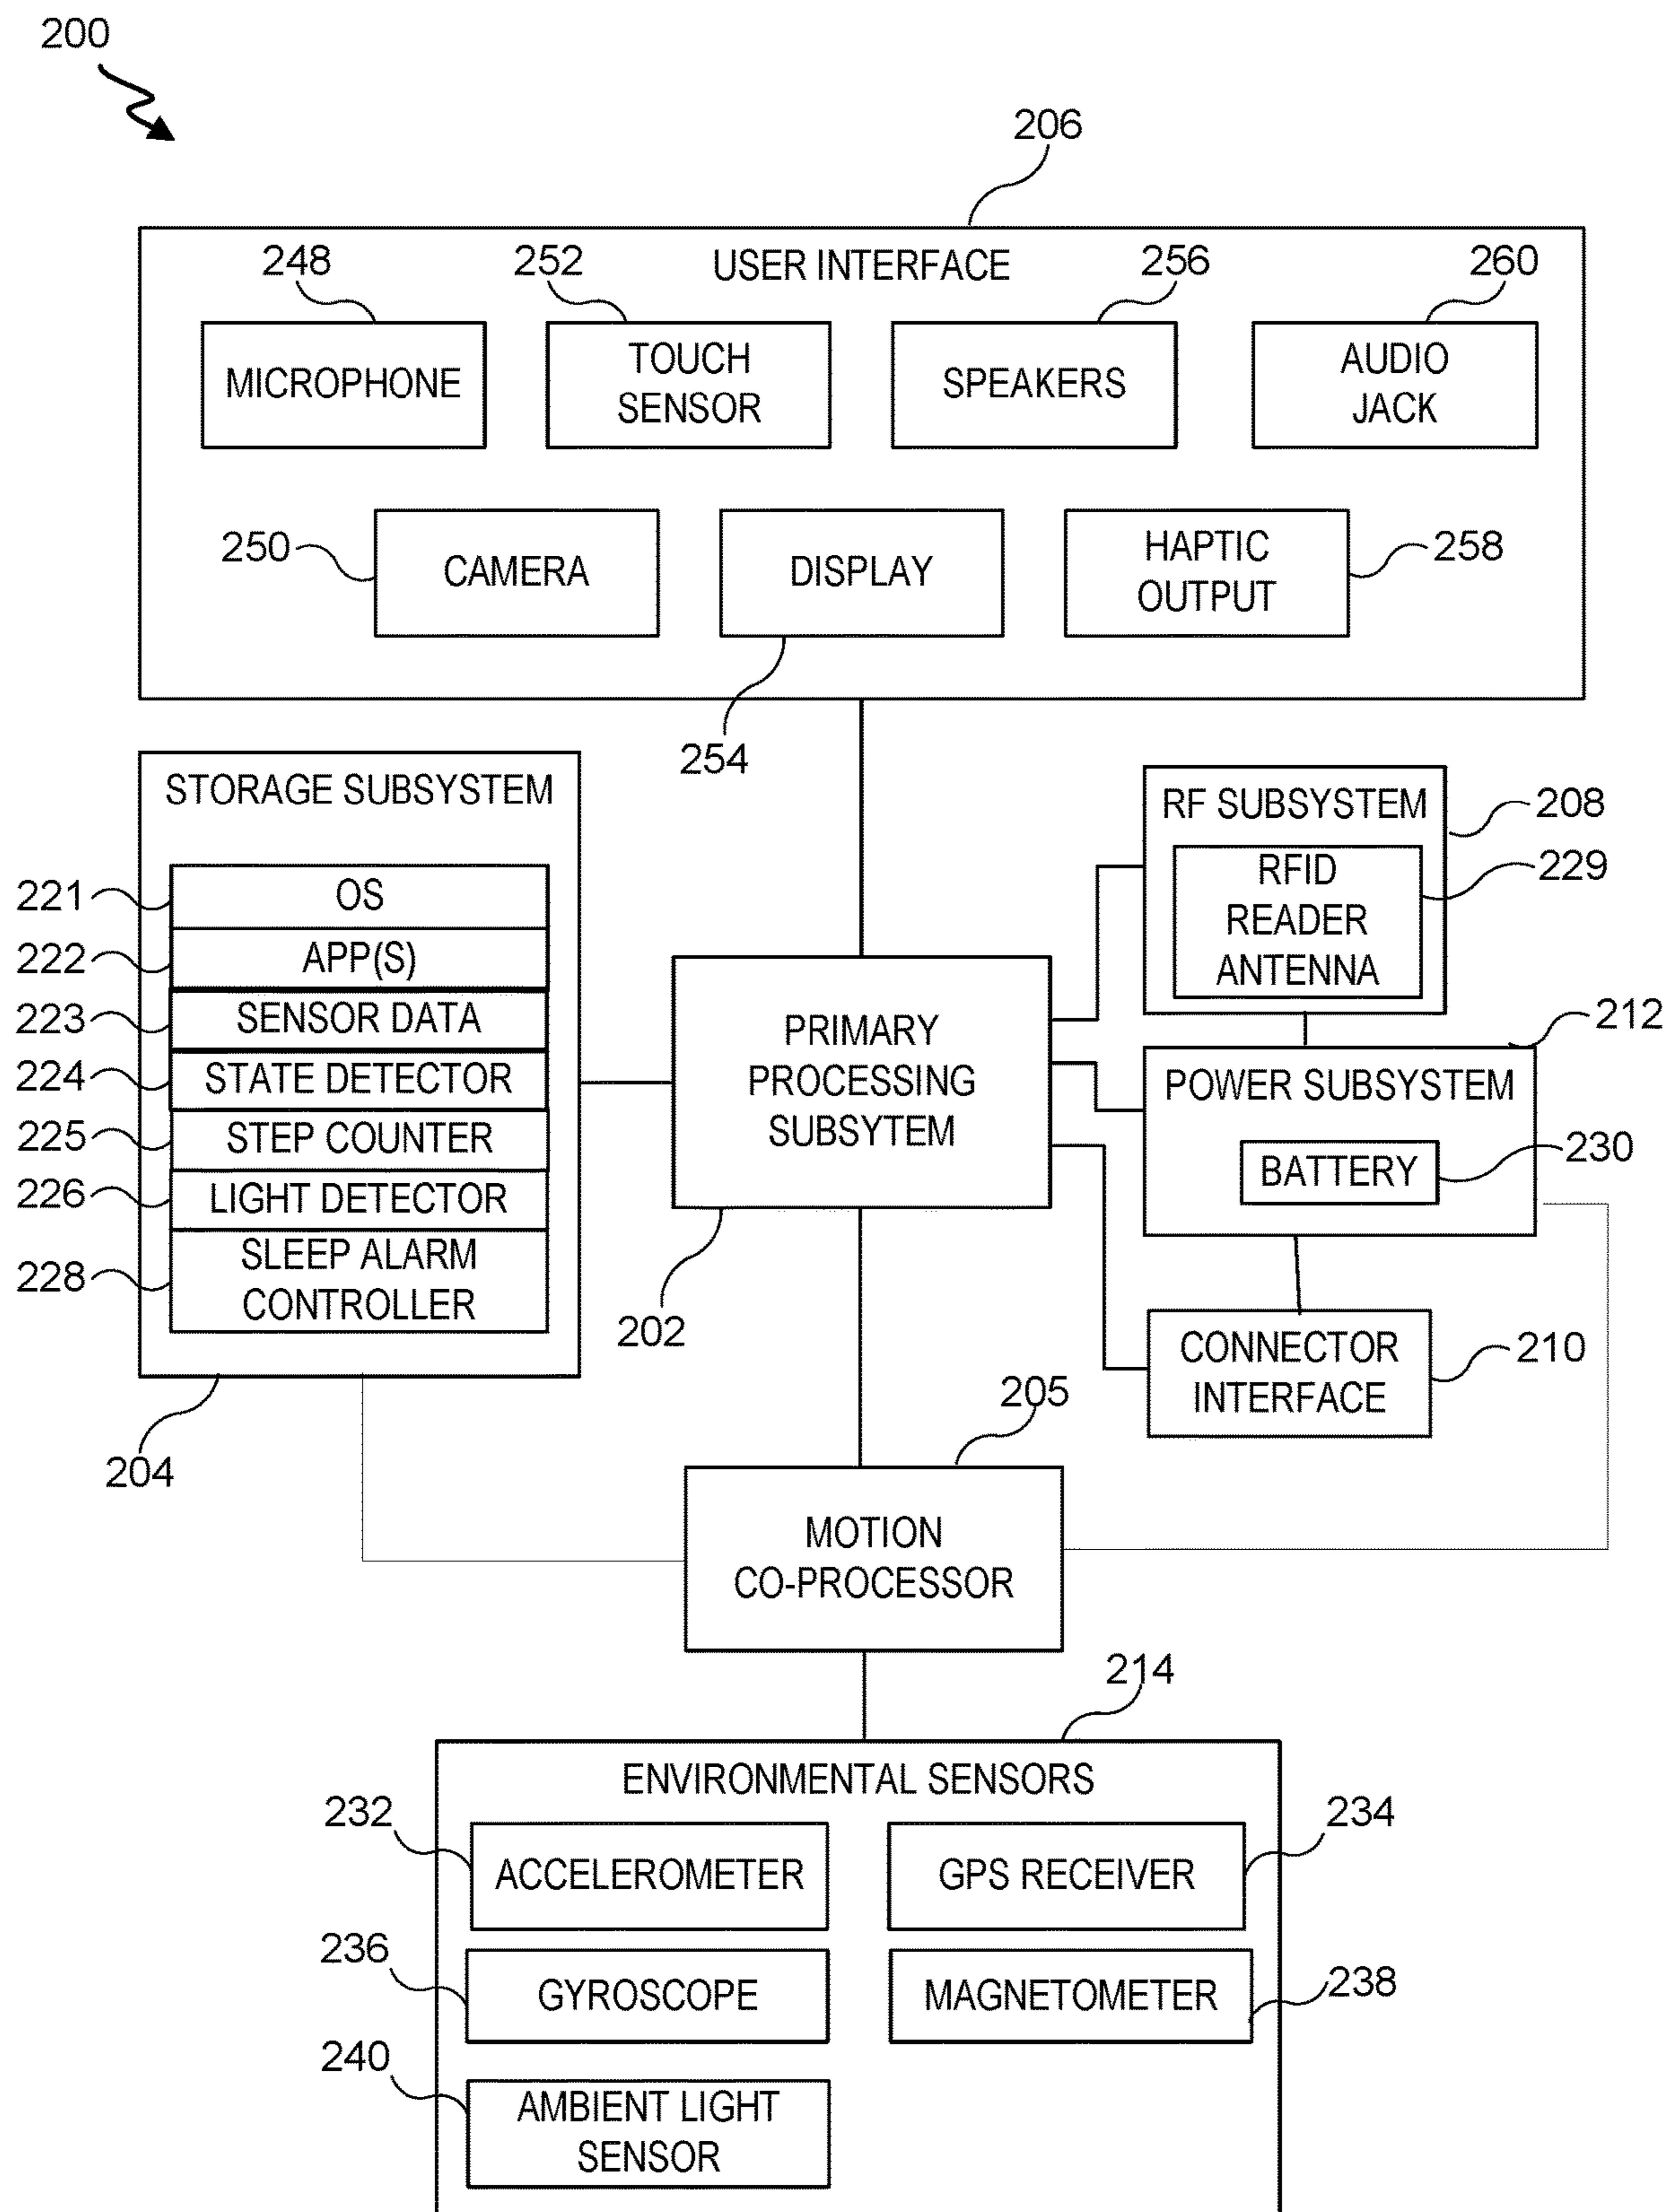 200
206
USER INTERFACE
248
252
256
260
MICROPHONE
TOUCH
SENSOR
SPEAKERS
AUDIO
JACK
250
CAMERA
DISPLAY
HAPTIC
OUTPUT
258
254
STORAGE SUBSYSTEM
221
OS
222
APP(S)
223
SENSOR DATA
224
STATE DETECTOR
225
STEP COUNTER
226
LIGHT DETECTOR
228
SLEEP ALARM
CONTROLLER
204
PRIMARY
PROCESSING
SUBSYTEM
202
RF SUBSYSTEM
208
RFID
READER
ANTENNA
229
212
POWER SUBSYSTEM
BATTERY
230
CONNECTOR
INTERFACE
210
205
MOTION
CO-PROCESSOR
214
ENVIRONMENTAL SENSORS
232
ACCELEROMETER
GPS RECEIVER
234
236
GYROSCOPE
MAGNETOMETER
238
240
AMBIENT LIGHT
SENSOR